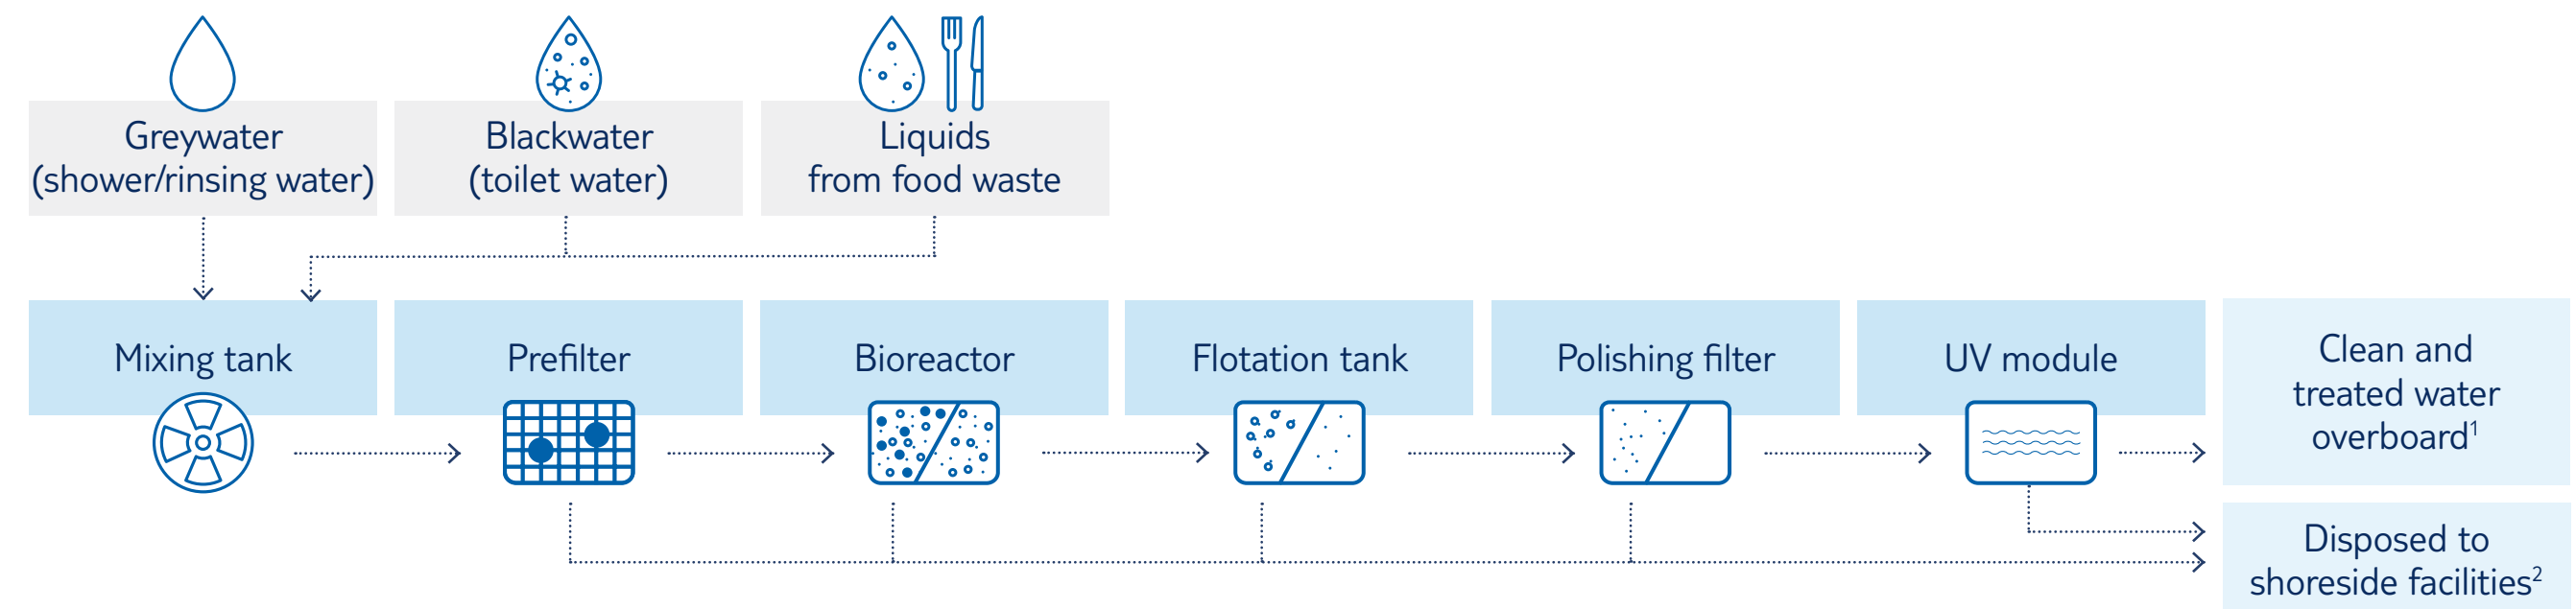 Greywater
(shower/rinsing water)
Blackwater
(toilet water)
Liquids
from food waste
Mixing tank
Prefilter
Bioreactor
Flotation tank
Polishing filter
UV module
Clean and
treated water
overboard¹
Disposed to
shoreside facilities²